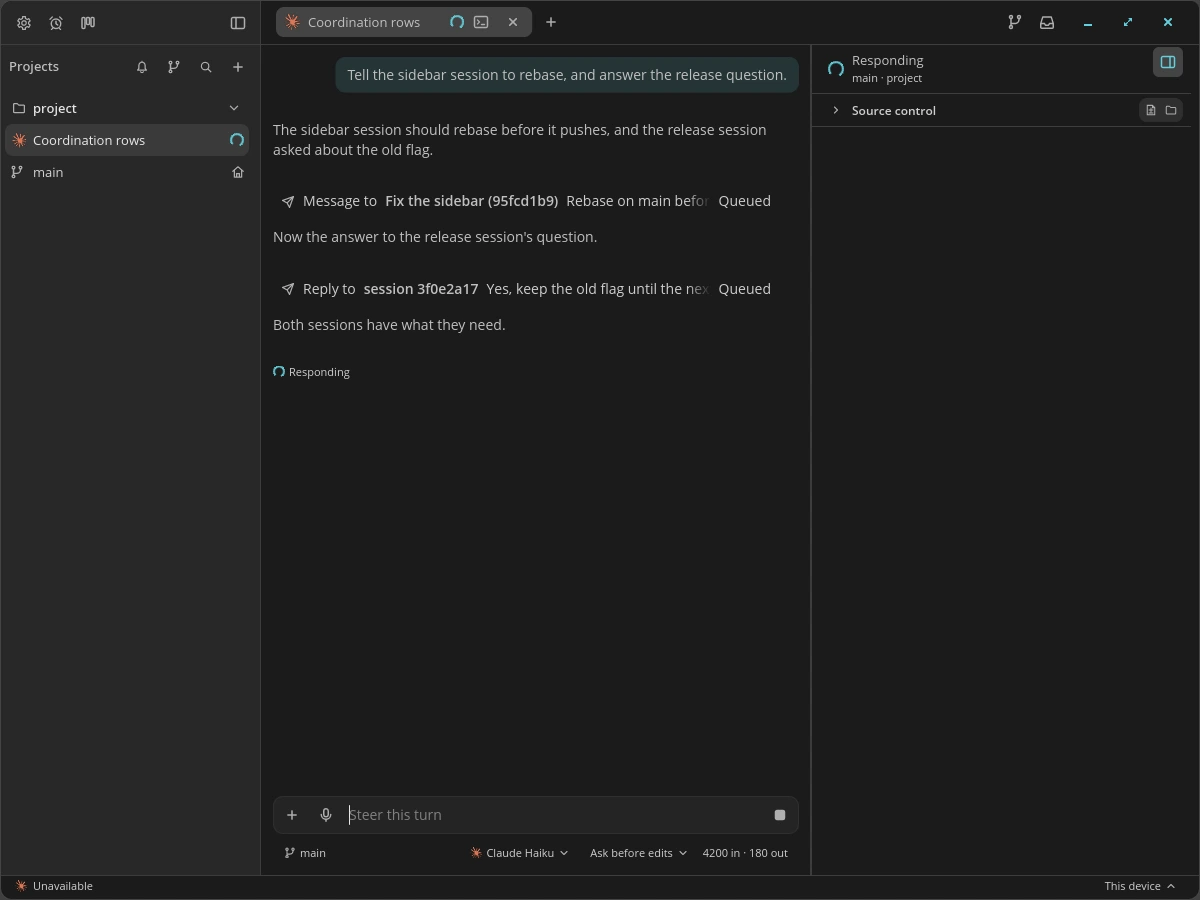 Coordination rows
Projects
project
Coordination rows
main
Tell the sidebar session to rebase, and answer the release question.
The sidebar session should rebase before it pushes, and the release session
asked about the old flag.
Message to Fix the sidebar (95fcd1b9) Rebase on main befor Queued
Now the answer to the release session's question.
Reply to session 3f0e2a17 Yes, keep the old flag until the nex Queued
Both sessions have what they need.
Responding
Steer this turn
main Claude Haiku Ask before edits 4200 in · 180 out
Responding
main · project
Source control
Unavailable
This device